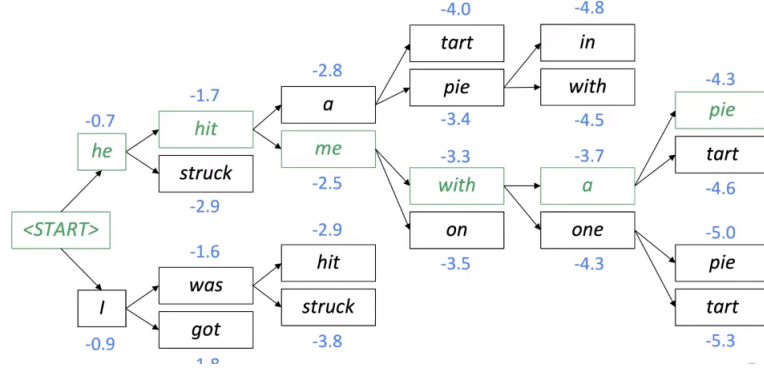 -4.0
-4.8
tart
in
-2.8
-4.3
-1.7
a
pie
with
pie
-0.7
hit
-3.4
-4.5
he
me
-3.3
-3.7
tart
struck
-2.5
with
a
-4.6
-2.9
<START>
-2.9
on
one
-5.0
-1.6
hit
-3.5
-4.3
pie
was
I
struck
tart
got
-0.9
-3.8
-5.3
-1.8